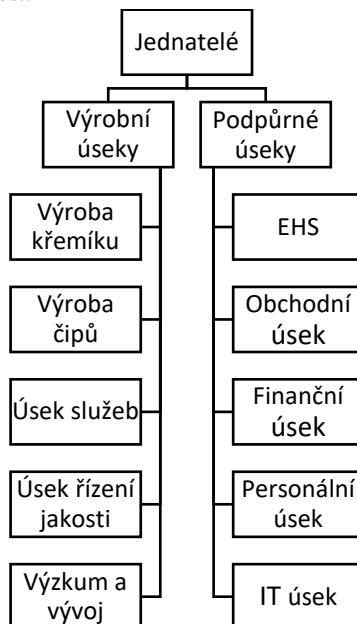 Jednatelé
Výrobní
úseky
Podpůrné
úseky
Výroba
křemíku
Výroba
čipů
Úsek služeb
Úsek řízení
jakosti
Výzkum a
vývoj
EHS
Obchodní
úsek
Finanční
úsek
Personální
úsek
IT úsek